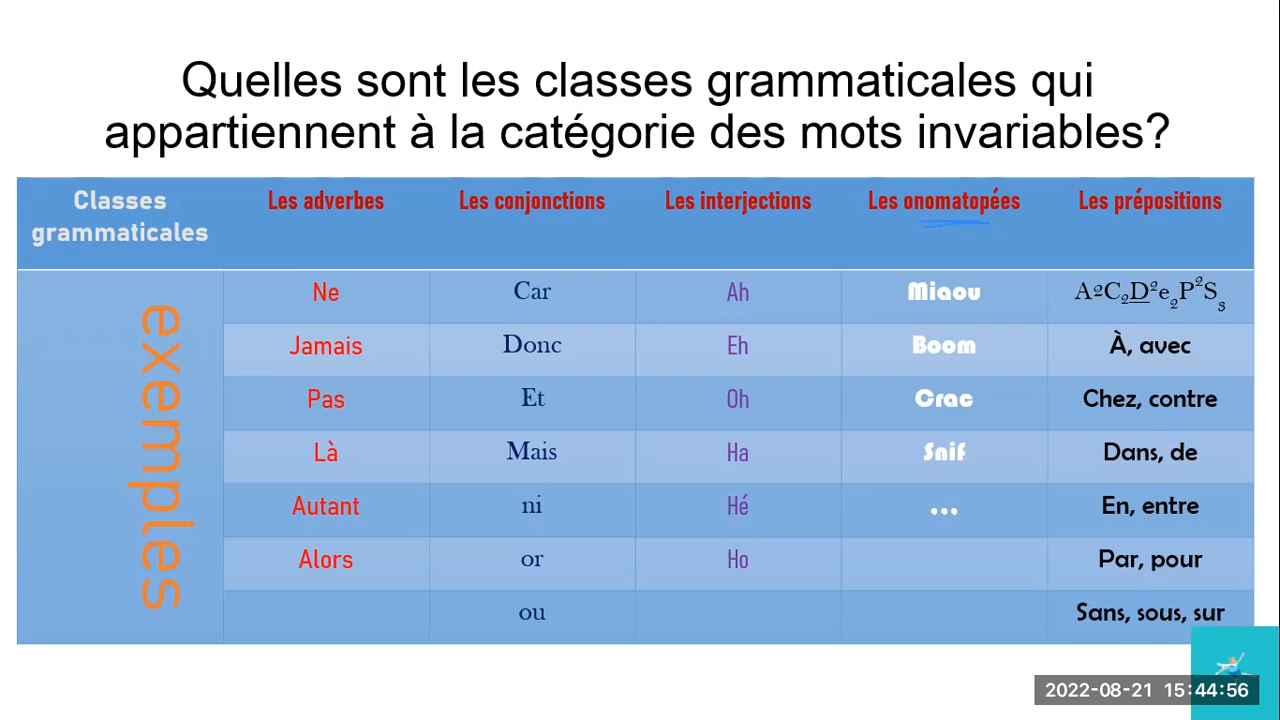 Quelles sont les classes grammaticales qui
appartiennent à la catégorie des mots invariables?
Classes grammaticales Les adverbes Les conjonctions Les interjections Les onomatopées Les prépositions
exemples
Ne Car Ah Miaou A2C₂D²e₂P²S₃
Jamais Donc Eh Boom À, avec
Pas Et Oh Crac Chez, contre
Là Mais Ha Snif Dans, de
Autant ni Hé ... En, entre
Alors or Ho Par, pour
ou Sans, sous, sur
2022-08-21 15:44:56